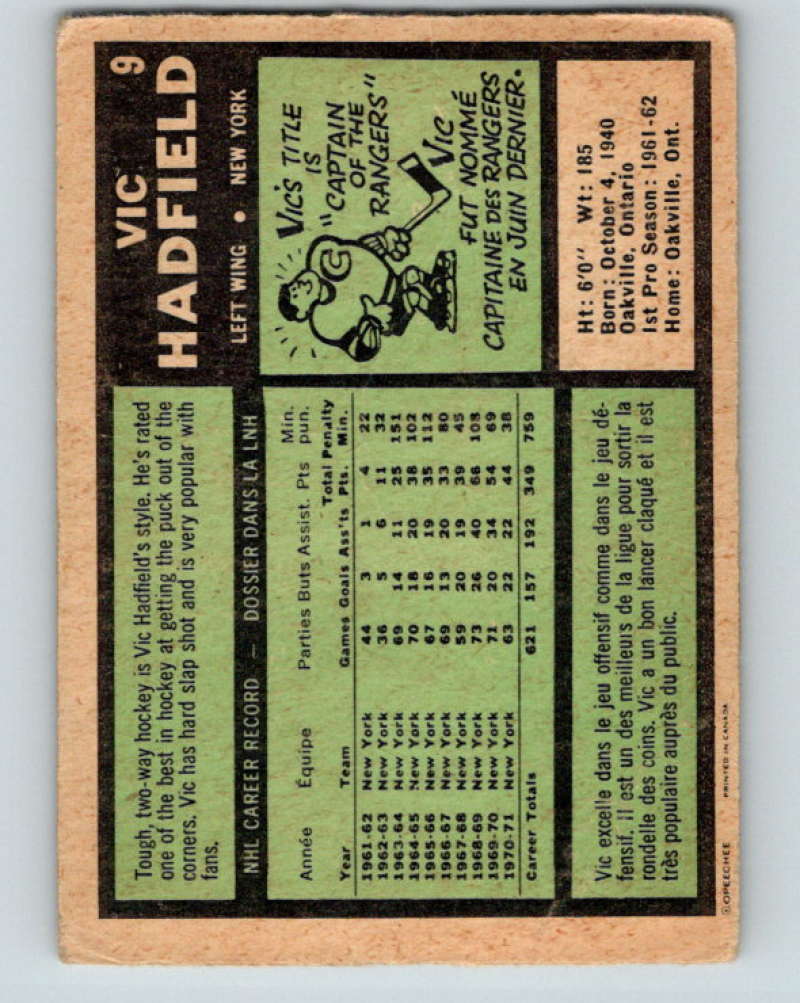 VIC 9
HADFIELD
LEFT WING • NEW YORK
VIC'S TITLE
IS
"CAPTAIN
OF THE
RANGERS"
C
VIC
FUT NOMMÉ
CAPITAINE DES RANGERS
EN JUIN DERNIER.
Ht: 6'0" Wt: 185
Born: October 4, 1940
Oakville, Ontario
1st Pro Season: 1961-62
Home: Oakville, Ont.
Tough, two-way hockey is Vic Hadfield's style. He's rated
one of the best in hockey at getting the puck out of the
corners. Vic has hard slap shot and is very popular with
fans.
NHL CAREER RECORD — DOSSIER DANS LA LNH
Année Équipe Parties Buts Assist. Pts Min. pun.
Year Team Games Goals Ass'ts Total Pts. Penalty Min.
1961-62 New York 44 3 1 4 22
1962-63 New York 36 5 6 11 32
1963-64 New York 69 14 11 25 151
1964-65 New York 70 18 20 38 102
1965-66 New York 67 16 19 35 112
1966-67 New York 69 13 20 33 80
1967-68 New York 59 20 19 39 45
1968-69 New York 73 26 40 66 108
1969-70 New York 71 20 34 54 69
1970-71 New York 63 22 22 44 38
Career Totals 621 157 192 349 759
Vic excelle dans le jeu offensif comme dans le jeu dé-
fensif. Il est un des meilleurs de la ligue pour sortir la
rondelle des coins. Vic a un bon lancer claqué et il est
très populaire auprès du public.
©OPEECHEE PRINTED IN CANADA